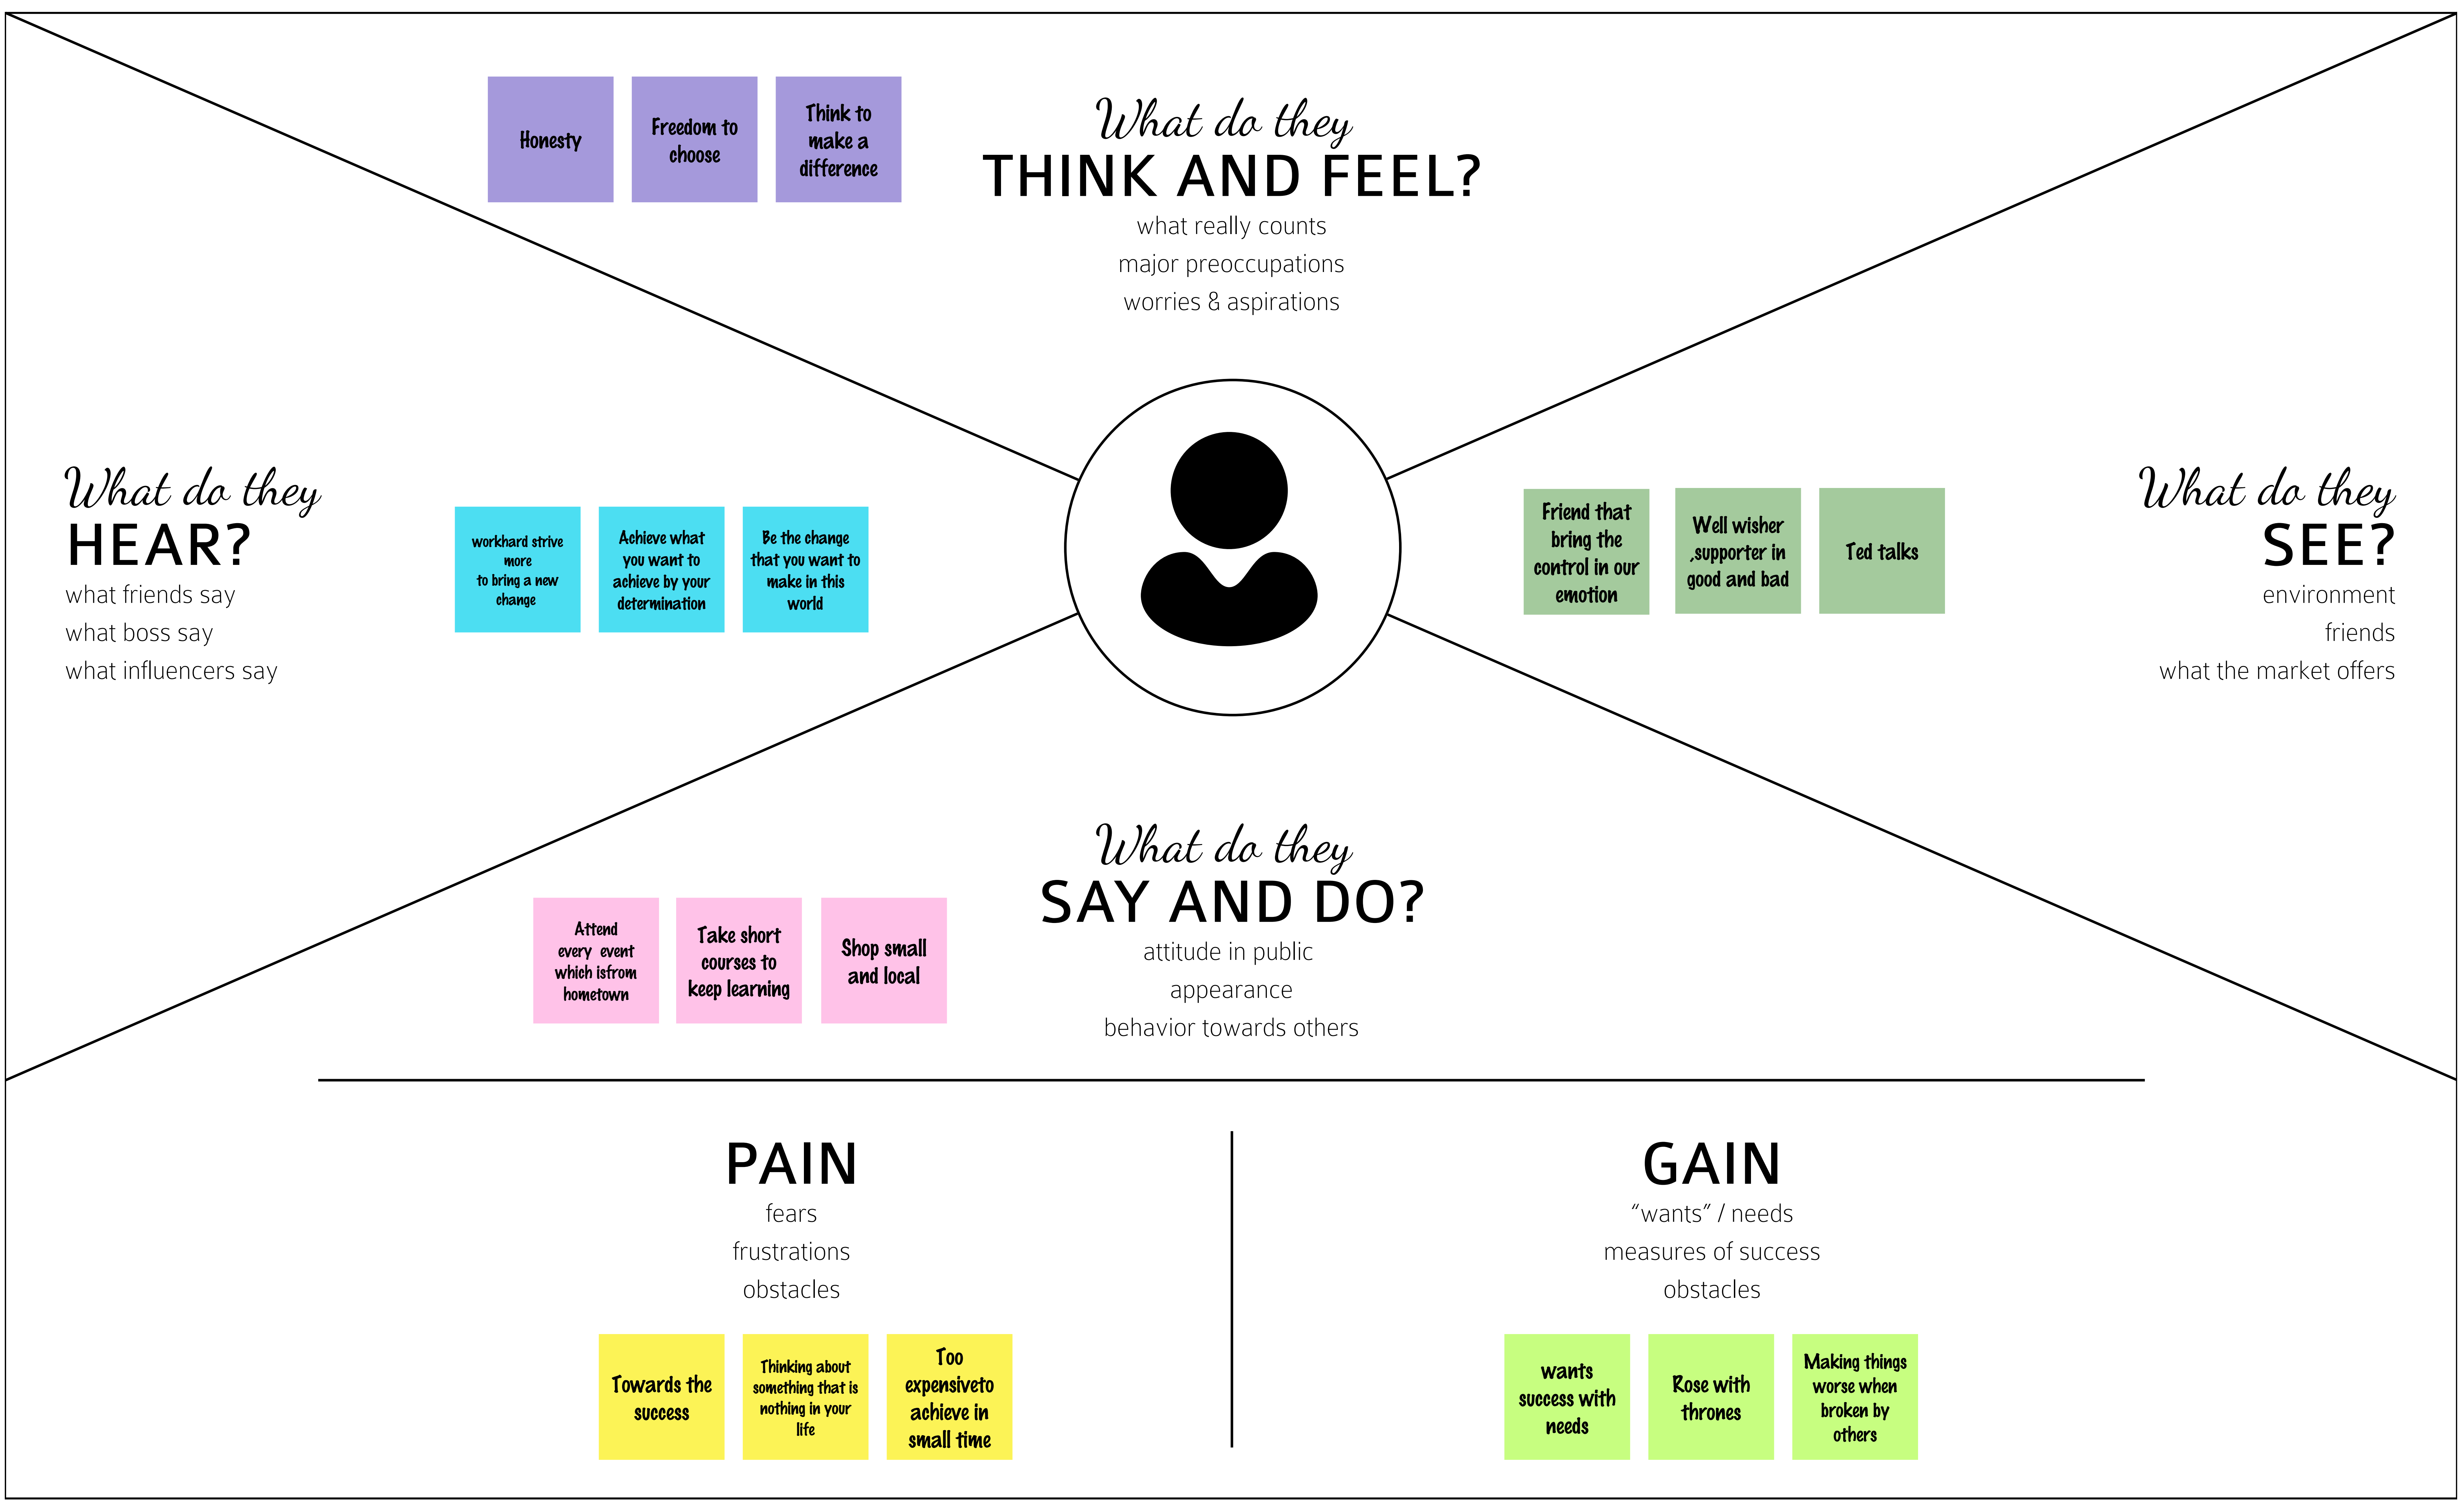 Honesty
Freedom to
choose
Think to
make a
difference
What do they
THINK AND FEEL?
what really counts
major preoccupations
worries & aspirations
What do they
HEAR?
what friends say
what boss say
what influencers say
workhard strive
more
to bring a new
change
Achieve what
you want to
achieve by your
determination
Be the change
that you want to
make in this
world
Friend that
bring the
control in our
emotion
Well wisher
,supporter in
good and bad
Ted talks
What do they
SEE?
environment
friends
what the market offers
What do they
SAY AND DO?
attitude in public
appearance
behavior towards others
Attend
every event
which isfrom
hometown
Take short
courses to
keep learning
Shop small
and local
PAIN
fears
frustrations
obstacles
Towards the
success
Thinking about
something that is
nothing in your
life
Too
expensiveto
achieve in
small time
GAIN
“wants” / needs
measures of success
obstacles
wants
success with
needs
Rose with
thrones
Making things
worse when
broken by
others